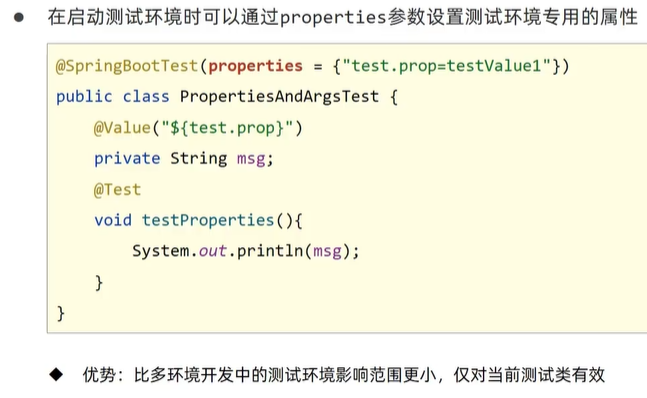 ● 在启动测试环境时可以通过properties参数设置测试环境专用的属性
@SpringBootTest(properties = {"test.prop=testValue1"})
public class PropertiesAndArgsTest {
    @Value("${test.prop}")
    private String msg;
    @Test
    void testProperties(){
        System.out.println(msg);
    }
}
◆ 优势：比多环境开发中的测试环境影响范围更小，仅对当前测试类有效